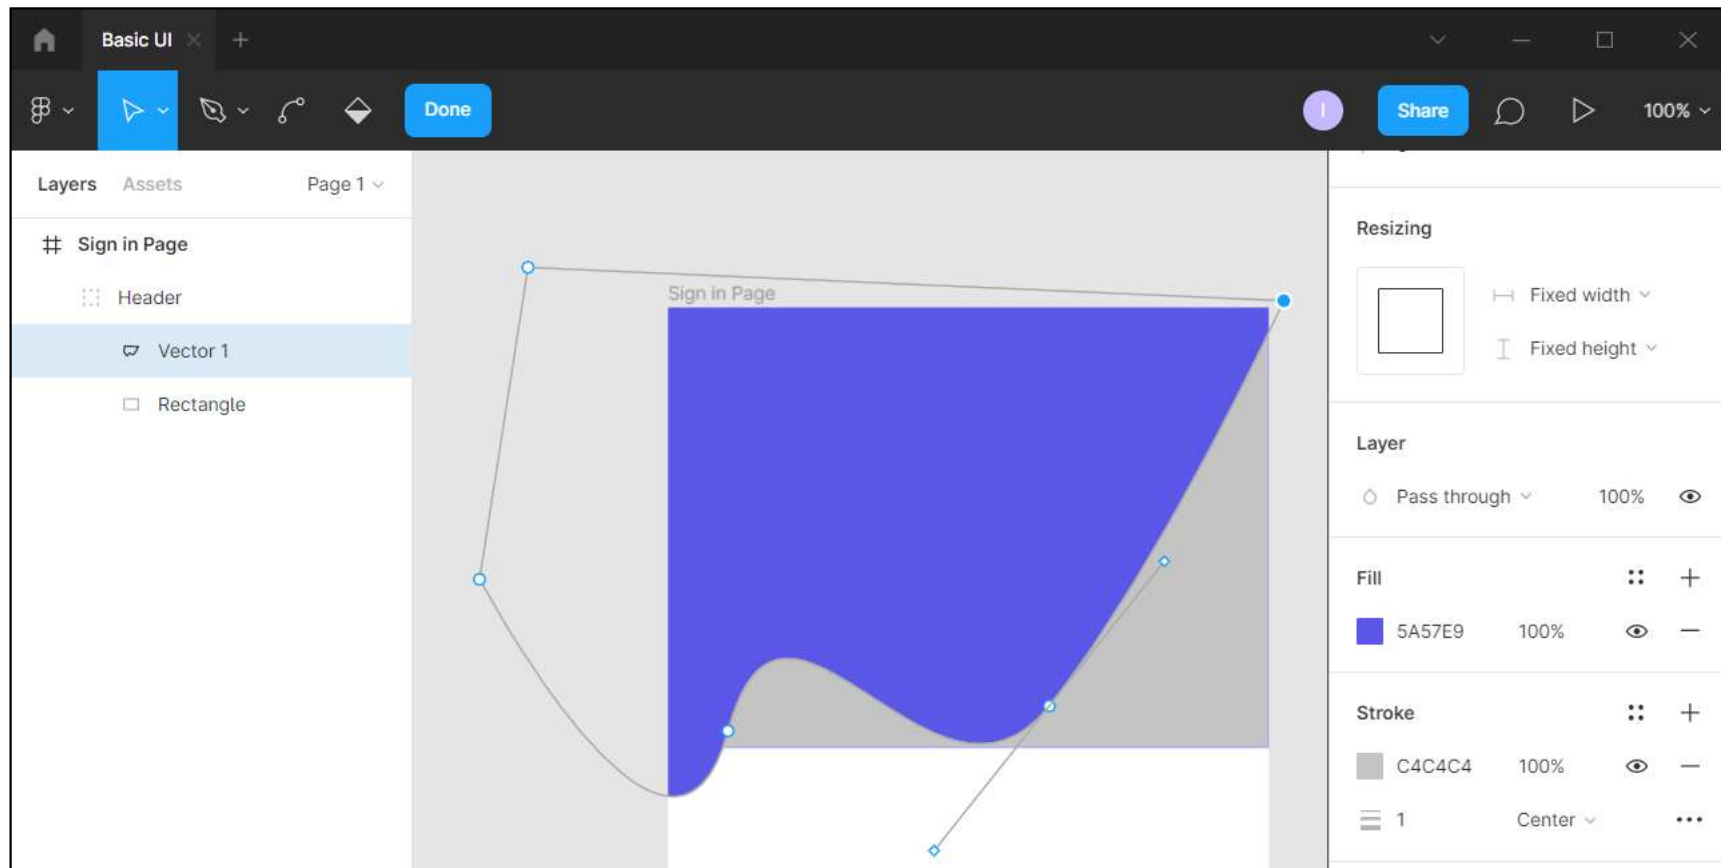 Basic UI
Done
I
Share
100%
Layers
Assets
Page 1
Sign in Page
Header
Vector 1
Rectangle
Sign in Page
Resizing
Fixed width
Fixed height
Layer
Pass through
100%
Fill
5A57E9
100%
Stroke
C4C4C4
100%
1
Center